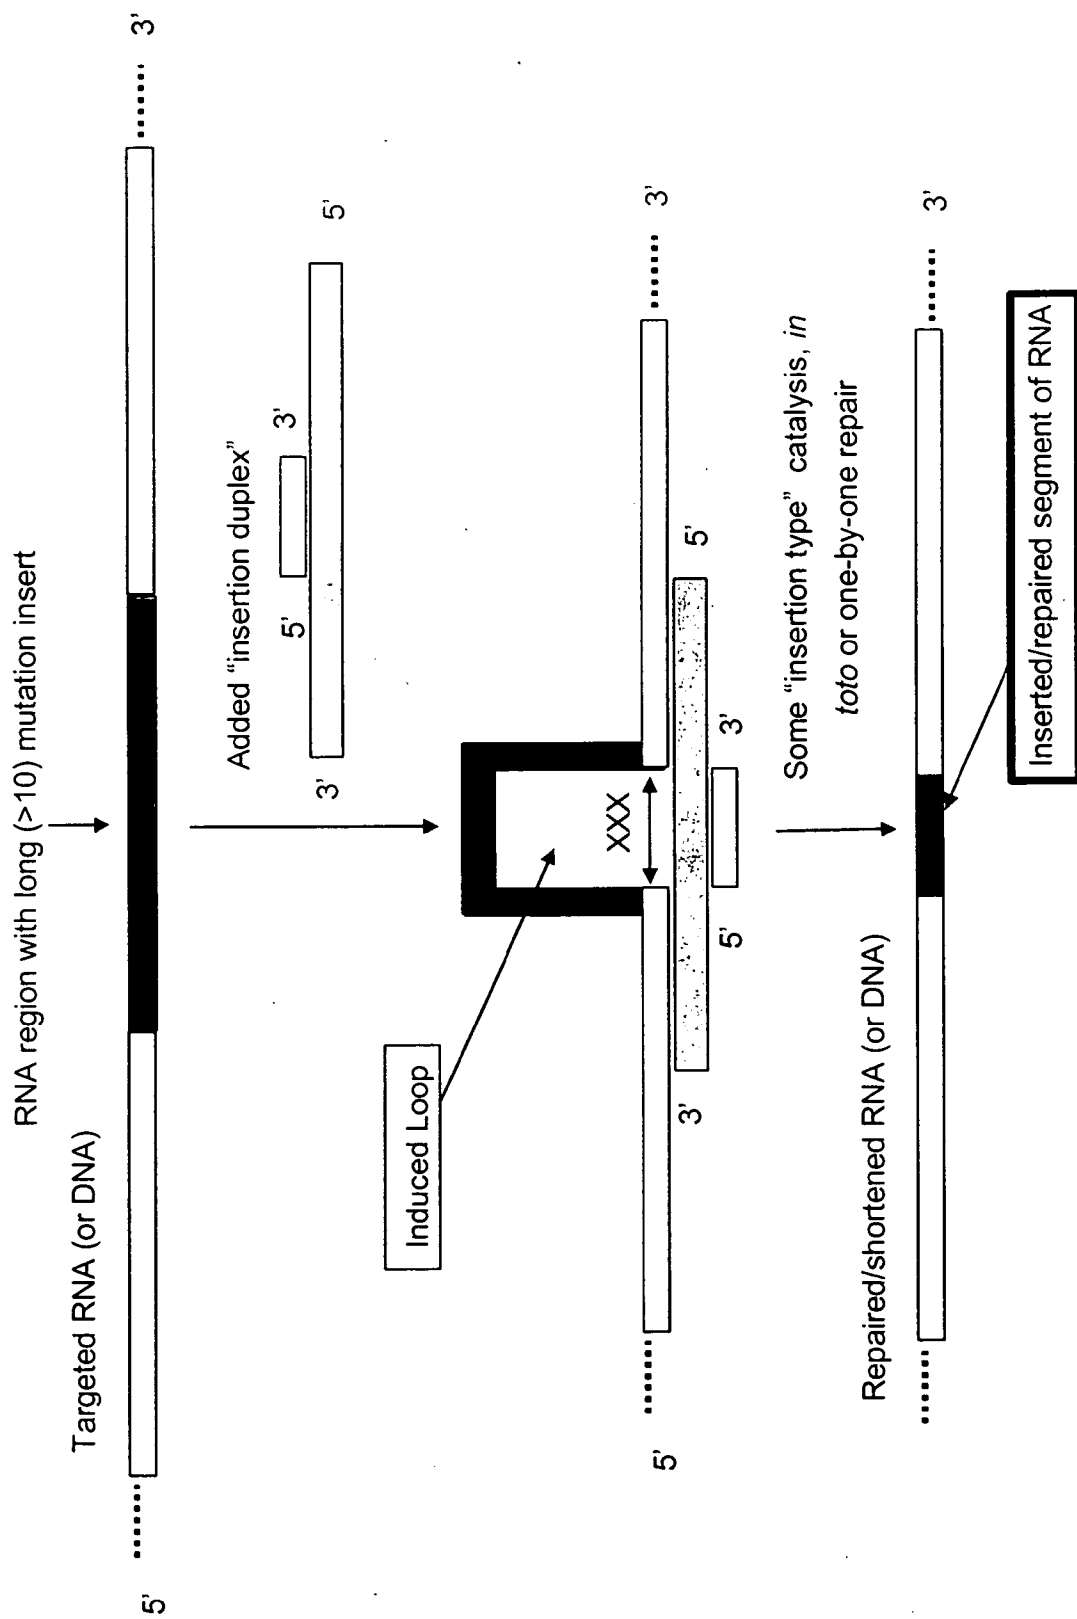 RNA region with long (>10) mutation insert
Targeted RNA (or DNA)
5'
3'
Added “insertion duplex”
5'
3'
3'
5'
Induced Loop
XXX
5'
3'
3'
5'
5'
3'
Some “insertion type” catalysis, in
toto or one-by-one repair
Repaired/shortened RNA (or DNA)
3'
Inserted/repaired segment of RNA